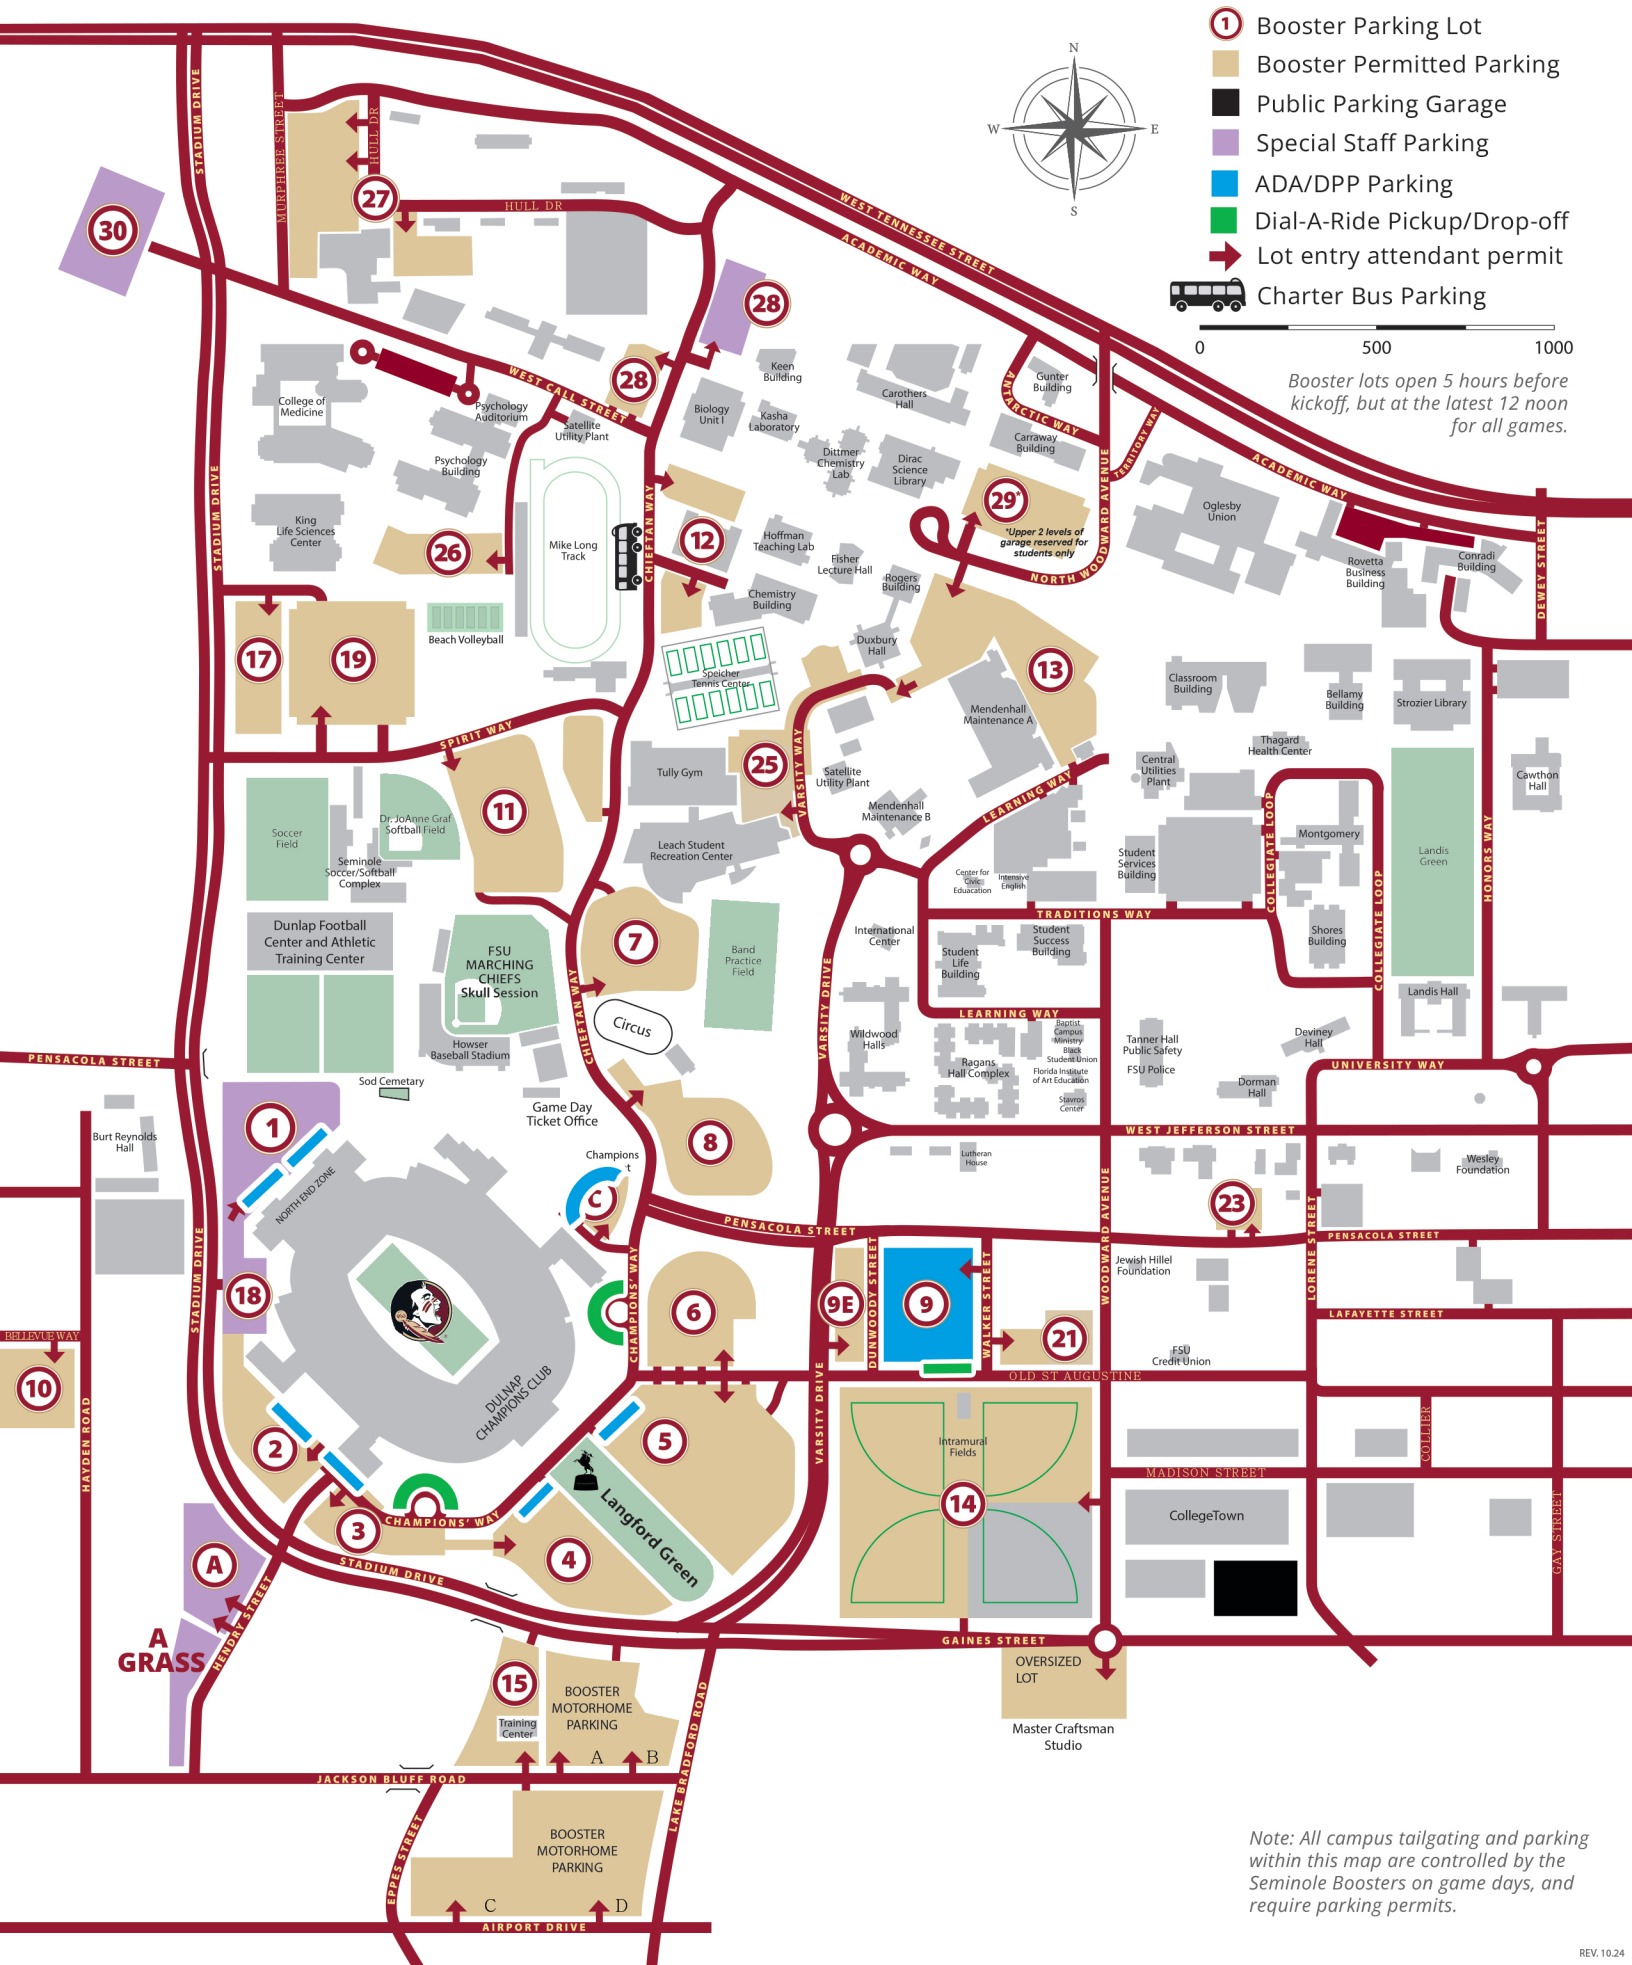 1 Booster Parking Lot
Booster Permitted Parking
Public Parking Garage
Special Staff Parking
ADA/DPP Parking
Dial-A-Ride Pickup/Drop-off
Lot entry attendant permit
Charter Bus Parking
0 500 1000
Booster lots open 5 hours before
kickoff, but at the latest 12 noon
for all games.
N
W
E
S
STADIUM DRIVE
MURPHREE STREET
HULL DR
27
HULL DR
30
WEST TENNESSEE STREET
ACADEMIC WAY
28
28
Keen
Building
WEST CALL STREET
College of
Medicine
Psychology
Auditorium
Satellite
Utility Plant
Biology
Unit I
Kasha
Laboratory
Carothers
Hall
Gunter
Building
ANTARCTIC WAY
Carraway
Building
TERRITORY WAY
Psychology
Building
Dittmer
Chemistry
Lab
Dirac
Science
Library
ACADEMIC WAY
STADIUM DRIVE
King
Life Sciences
Center
26
Mike Long
Track
CHIEFTAN WAY
12
Hoffman
Teaching Lab
Fisher
Lecture Hall
29*
*Upper 2 levels of
garage reserved for
students only
NORTH WOODWARD AVENUE
Oglesby
Union
Rovetta
Business
Building
Conradi
Building
DEWEY STREET
Rogers
Building
Chemistry
Building
Beach Volleyball
Duxbury
Hall
17
19
Speicher
Tennis Center
13
Classroom
Building
Bellamy
Building
Strozier Library
Mendenhall
Maintenance A
SPIRIT WAY
Tully Gym
25
VARSITY WAY
Satellite
Utility Plant
Central
Utilities
Plant
Thagard
Health Center
Cawthon
Hall
LEARNING WAY
Mendenhall
Maintenance B
11
Soccer
Field
Dr. JoAnne Graf
Softball Field
Seminole
Soccer/Softball
Complex
Leach Student
Recreation Center
Center for
Civic
Eduacation
Intensive
English
Student
Services
Building
COLLEGIATE LOOP
Montgomery
Landis
Green
HONORS WAY
COLLEGIATE LOOP
TRADITIONS WAY
Dunlap Football
Center and Athletic
Training Center
FSU
MARCHING
CHIEFS
Skull Session
7
Band
Practice
Field
International
Center
Student
Life
Building
Student
Success
Building
Shores
Building
Landis Hall
CHIEFTAN WAY
Circus
VARSITY DRIVE
LEARNING WAY
Wildwood
Halls
Ragans
Hall Complex
Baptist
Campus
Ministry
Black
Student Union
Florida Institute
of Art Education
Stavros
Center
Tanner Hall
Public Safety
FSU Police
Deviney
Hall
Dorman
Hall
UNIVERSITY WAY
Howser
Baseball Stadium
PENSACOLA STREET
Sod Cemetary
Game Day
Ticket Office
8
WEST JEFFERSON STREET
1
Burt Reynolds
Hall
NORTH END ZONE
Champions
C
Lutheran
House
Wesley
Foundation
WOODWARD AVENUE
23
LORENE STREET
PENSACOLA STREET
PENSACOLA STREET
STADIUM DRIVE
18
CHAMPIONS' WAY
6
9E
DUNWOODY STREET
9
WALKER STREET
21
Jewish Hillel
Foundation
LAFAYETTE STREET
FSU
Credit Union
BELLEVUE WAY
10
HAYDEN ROAD
DULNAP
CHAMPIONS CLUB
OLD ST AUGUSTINE
2
5
VARSITY DRIVE
Intramural
Fields
COLLIER
MADISON STREET
14
CollegeTown
GAY STREET
Langford Green
CHAMPIONS' WAY
3
4
STADIUM DRIVE
A
A
GRASS
HENDRY STREET
GAINES STREET
OVERSIZED
LOT
Master Craftsman
Studio
15
Training
Center
BOOSTER
MOTORHOME
PARKING
A
B
LAKE BRADFORD ROAD
JACKSON BLUFF ROAD
EPPES STREET
BOOSTER
MOTORHOME
PARKING
C
D
AIRPORT DRIVE
Note: All campus tailgating and parking
within this map are controlled by the
Seminole Boosters on game days, and
require parking permits.
REV. 10.24